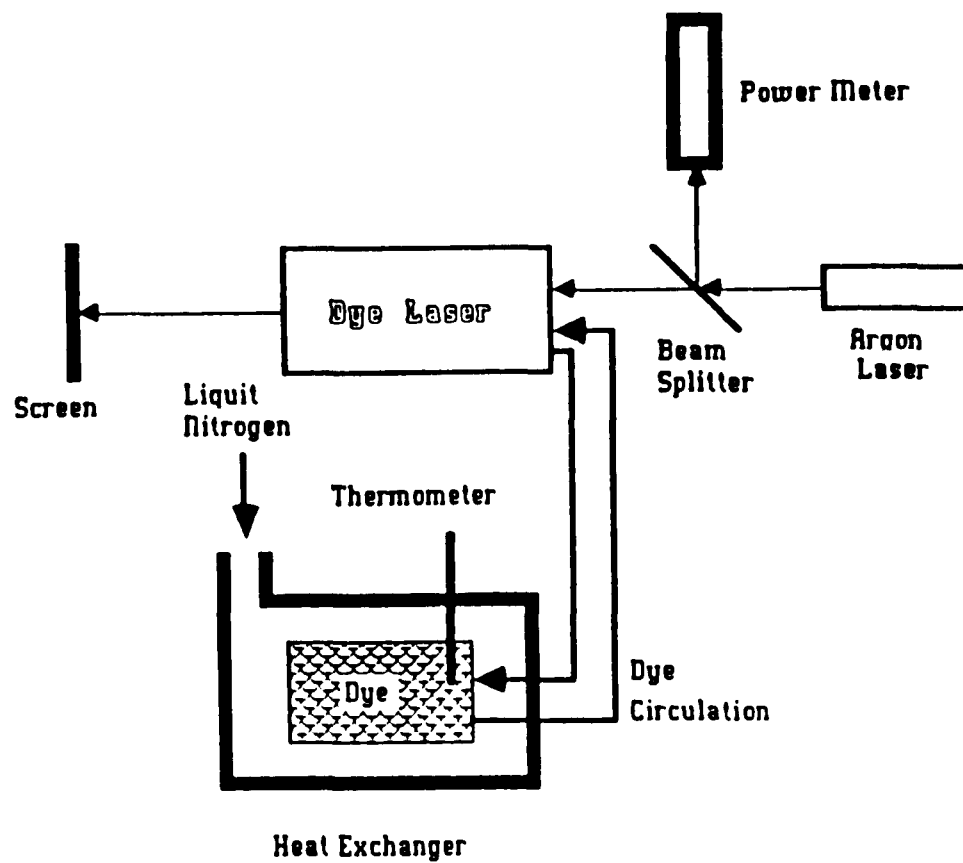 Power Meter
Dye Laser
Beam
Splitter
Argon
Laser
Screen
Liquit
Nitrogen
Thermometer
Dye
Dye
Circulation
Heat Exchanger